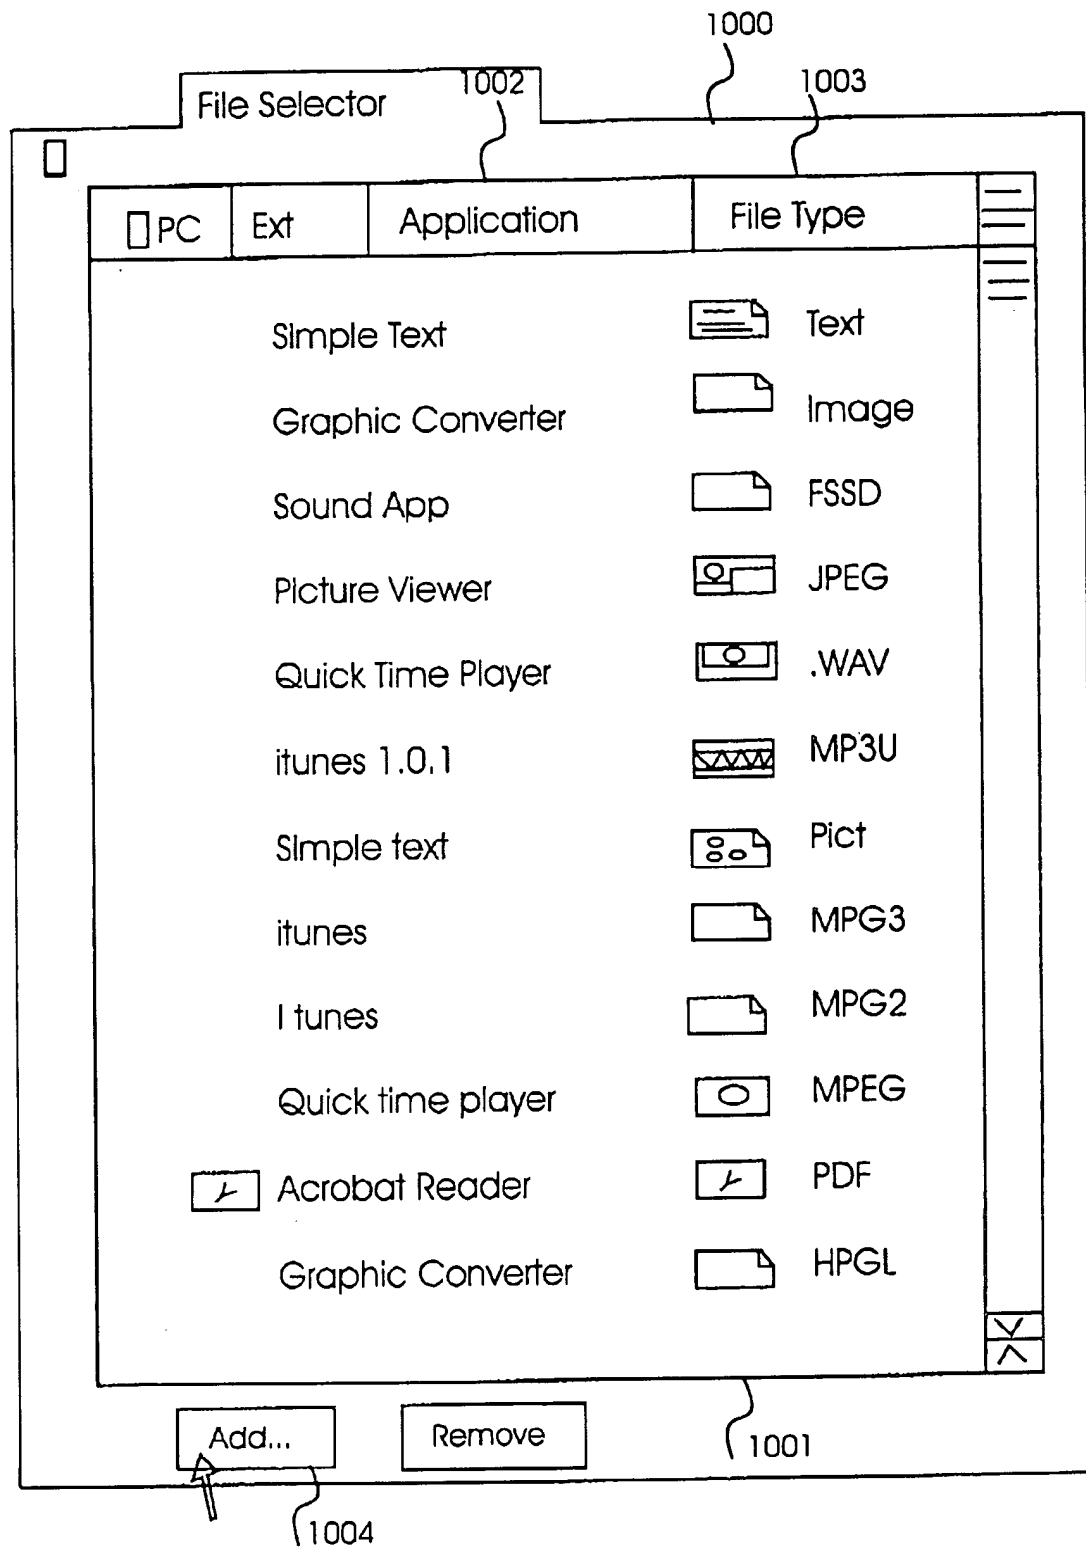 1000
File Selector
1002
1003
PC Ext Application File Type
Simple Text Text
Graphic Converter Image
Sound App FSSD
Picture Viewer JPEG
Quick Time Player .WAV
itunes 1.0.1 MP3U
Simple text Pict
itunes MPG3
I tunes MPG2
Quick time player MPEG
Acrobat Reader PDF
Graphic Converter HPGL
Add... Remove
1001
1004